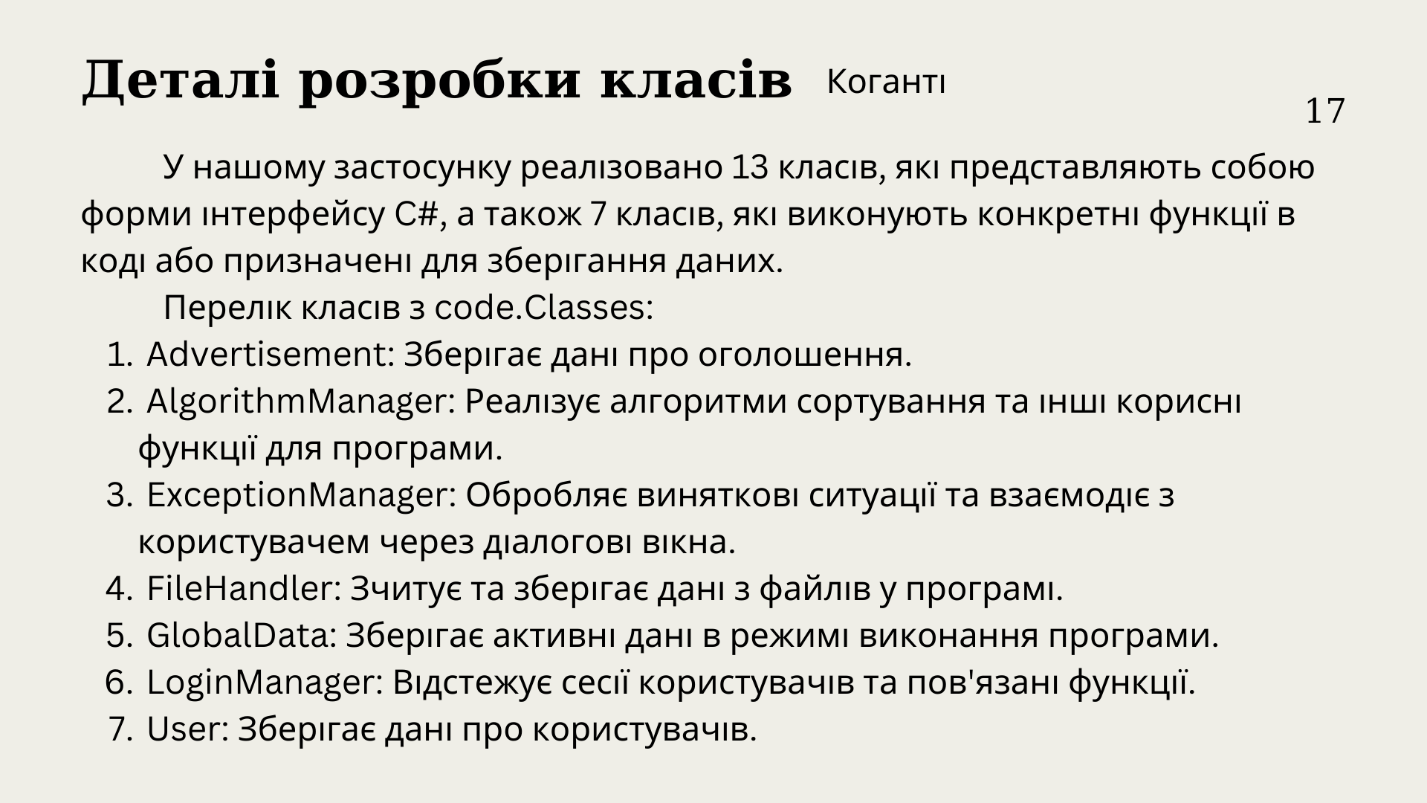 Деталі розробки класів Коганті
17
У нашому застосунку реалізовано 13 класів, які представляють собою
форми інтерфейсу C#, а також 7 класів, які виконують конкретні функції в
коді або призначені для зберігання даних.
Перелік класів з code.Classes:
1. Advertisement: Зберігає дані про оголошення.
2. AlgorithmManager: Реалізує алгоритми сортування та інші корисні
функції для програми.
3. ExceptionManager: Обробляє виняткові ситуації та взаємодіє з
користувачем через діалогові вікна.
4. FileHandler: Зчитує та зберігає дані з файлів у програмі.
5. GlobalData: Зберігає активні дані в режимі виконання програми.
6. LoginManager: Відстежує сесії користувачів та пов'язані функції.
7. User: Зберігає дані про користувачів.